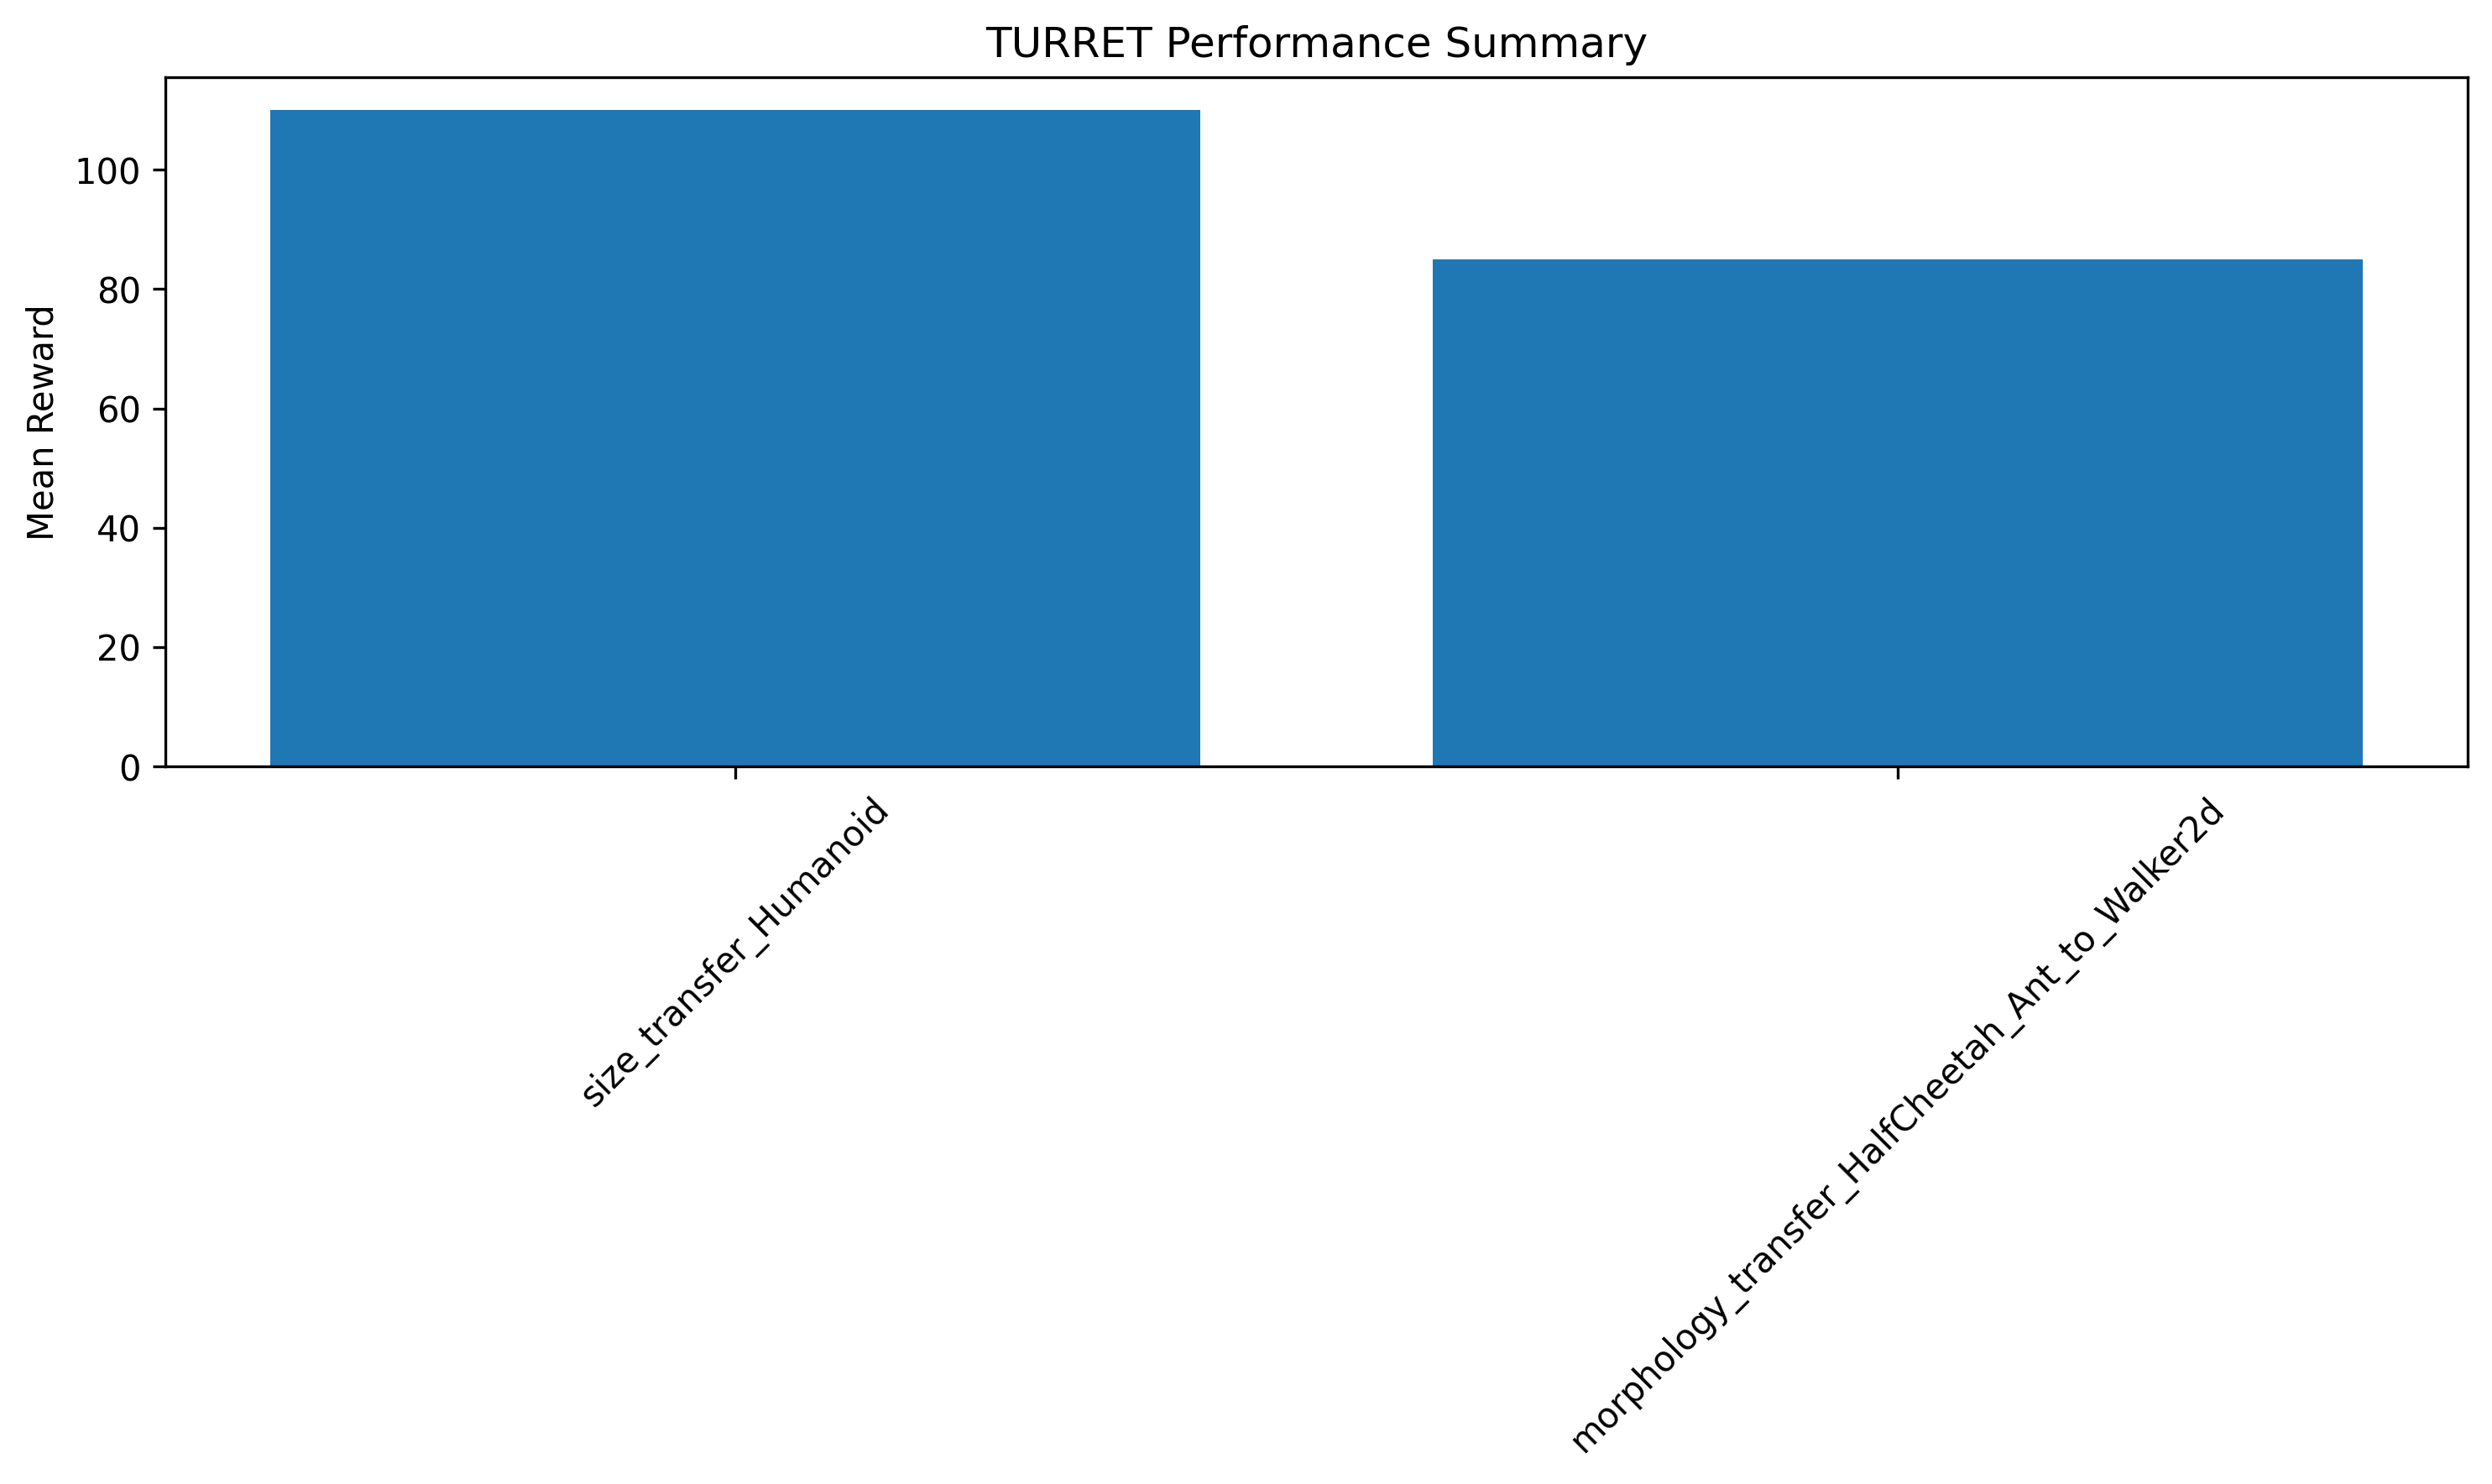 TURRET Performance Summary
Mean Reward
100
80
60
40
20
0
size_transfer_Humanoid
morphology_transfer_HalfCheetah_Ant_to_Walker2d